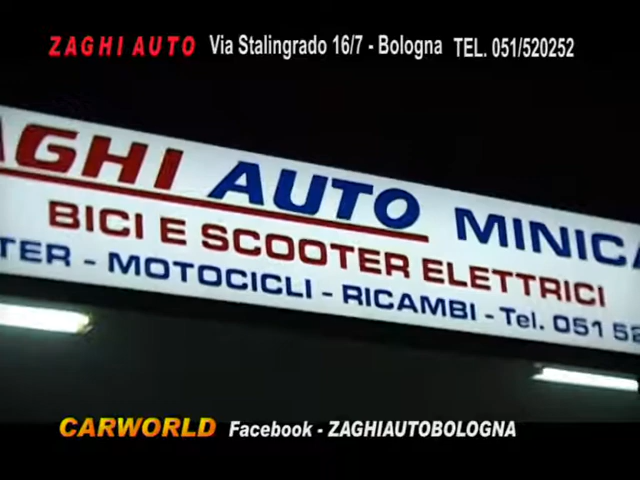 ZAGHI AUTO Via Stalingrado 16/7 - Bologna TEL. 051/520252
AGHI AUTO MINICA
BICI E SCOOTER ELETTRICI
TER - MOTOCICLI - RICAMBI - Tel. 051 52
CARWORLD Facebook - ZAGHIAUTOBOLOGNA